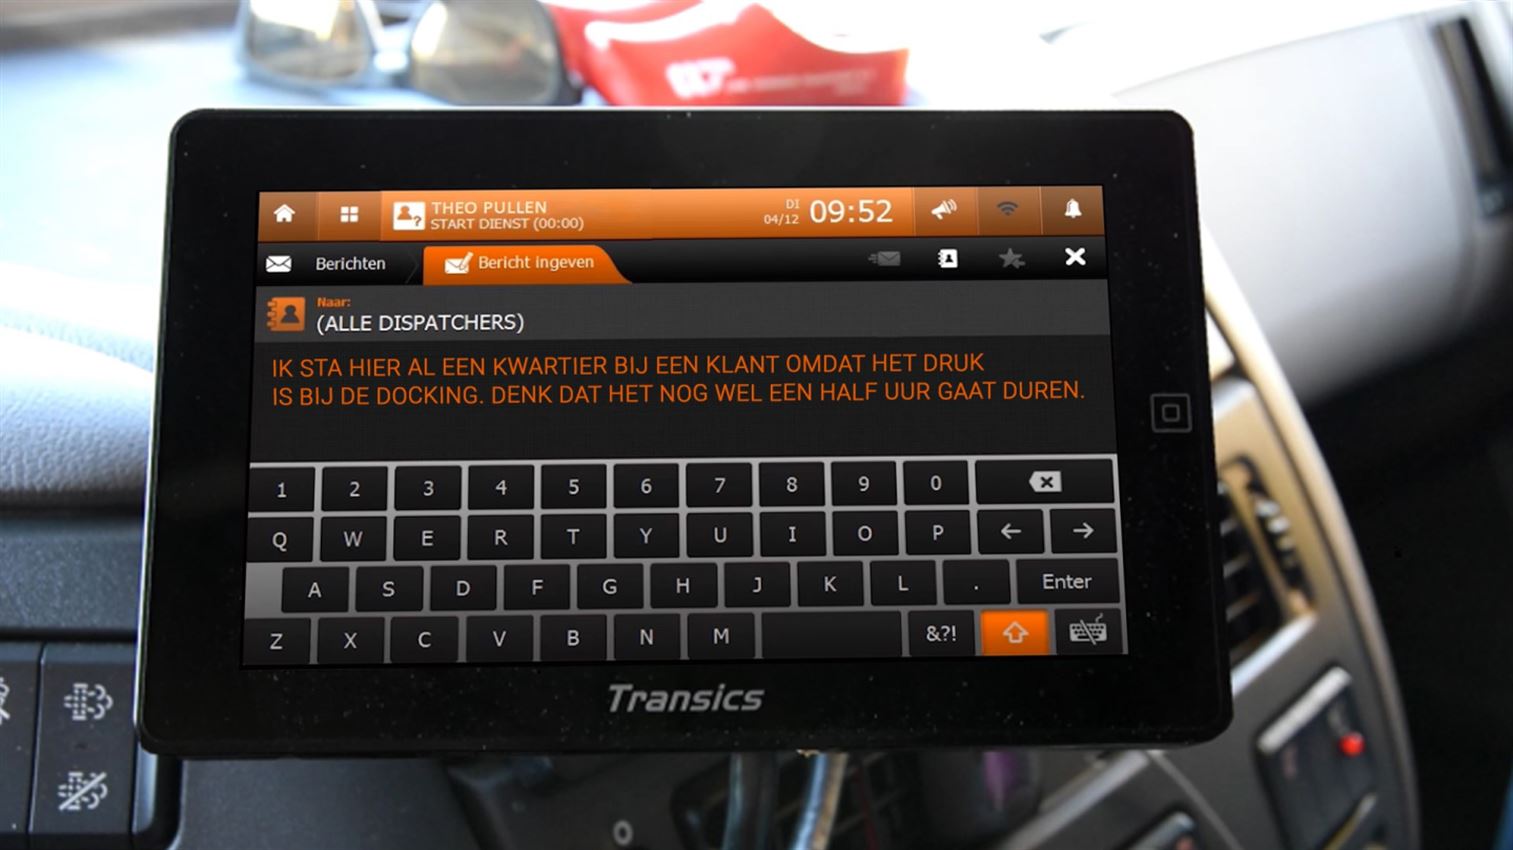 THEO PULLEN
START DIENST (00:00)
DI
04/12
09:52
Berichten
Bericht ingeven
Naar:
(ALLE DISPATCHERS)
IK STA HIER AL EEN KWARTIER BIJ EEN KLANT OMDAT HET DRUK
IS BIJ DE DOCKING. DENK DAT HET NOG WEL EEN HALF UUR GAAT DUREN.
1 2 3 4 5 6 7 8 9 0
Q W E R T Y U I O P ← →
A S D F G H J K L . Enter
Z X C V B N M &?!
Transics